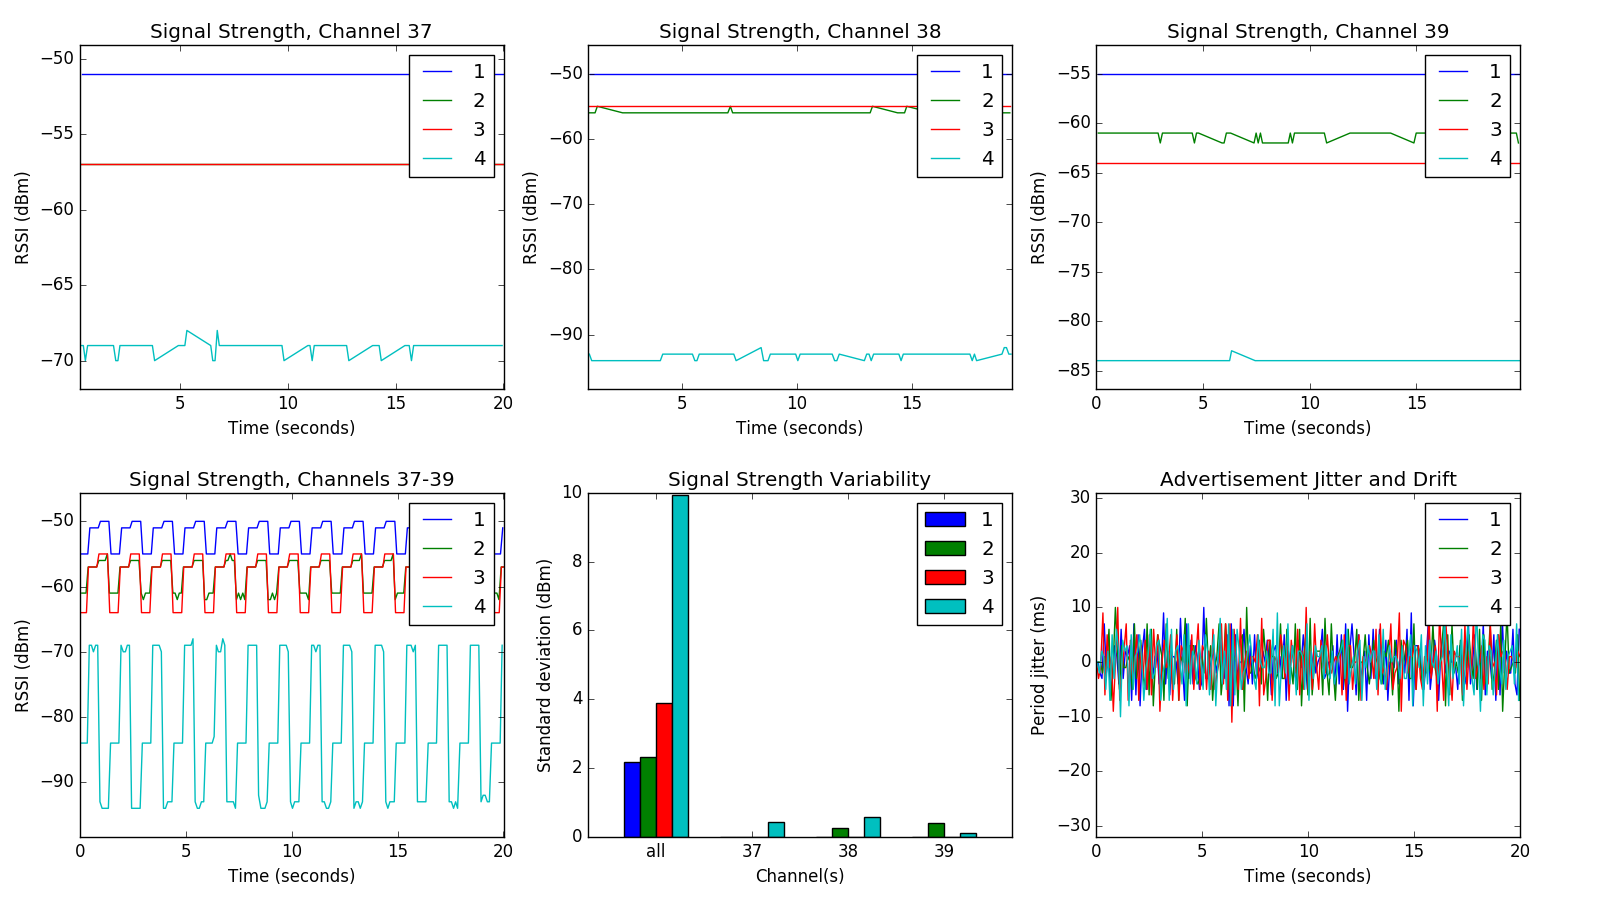 Signal Strength, Channel 37
RSSI (dBm)
−50
−55
−60
−65
−70
5 10 15 20
Time (seconds)
1
2
3
4
Signal Strength, Channel 38
RSSI (dBm)
−50
−60
−70
−80
−90
5 10 15
Time (seconds)
1
2
3
4
Signal Strength, Channel 39
RSSI (dBm)
−55
−60
−65
−70
−75
−80
−85
0 5 10 15
Time (seconds)
1
2
3
4
Signal Strength, Channels 37-39
RSSI (dBm)
−50
−60
−70
−80
−90
0 5 10 15 20
Time (seconds)
1
2
3
4
Signal Strength Variability
Standard deviation (dBm)
10
8
6
4
2
0
all 37 38 39
Channel(s)
1
2
3
4
Advertisement Jitter and Drift
Period jitter (ms)
30
20
10
0
−10
−20
−30
0 5 10 15 20
Time (seconds)
1
2
3
4